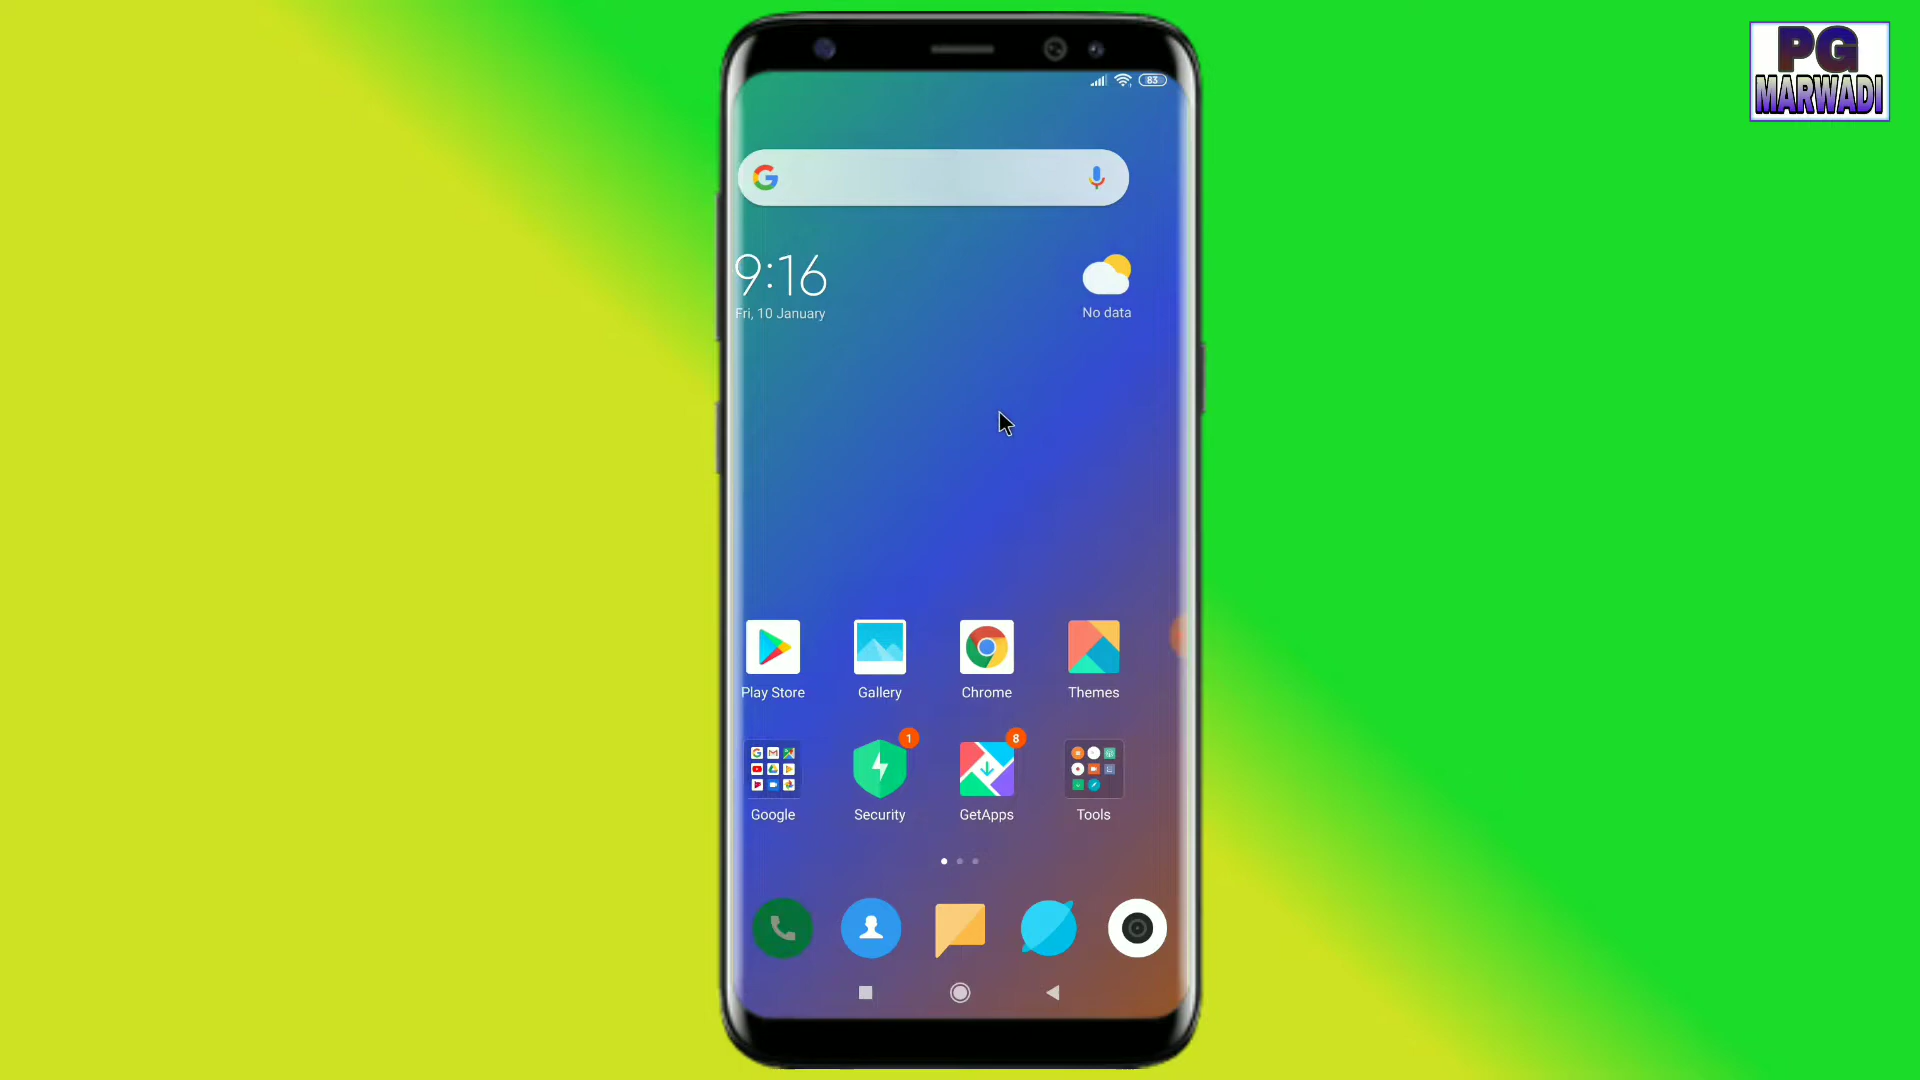 PG
MARWADI
83
9:16
Fri, 10 January
No data
Play Store
Gallery
Chrome
Themes
1
8
Google
Security
GetApps
Tools